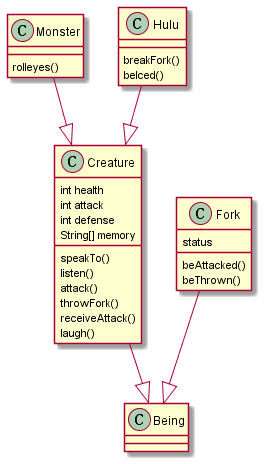 C Monster
rolleyes()
C Hulu
breakFork()
belced()
C Creature
int health
int attack
int defense
String[] memory
speakTo()
listen()
attack()
throwFork()
receiveAttack()
laugh()
C Fork
status
beAttacked()
beThrown()
C Being